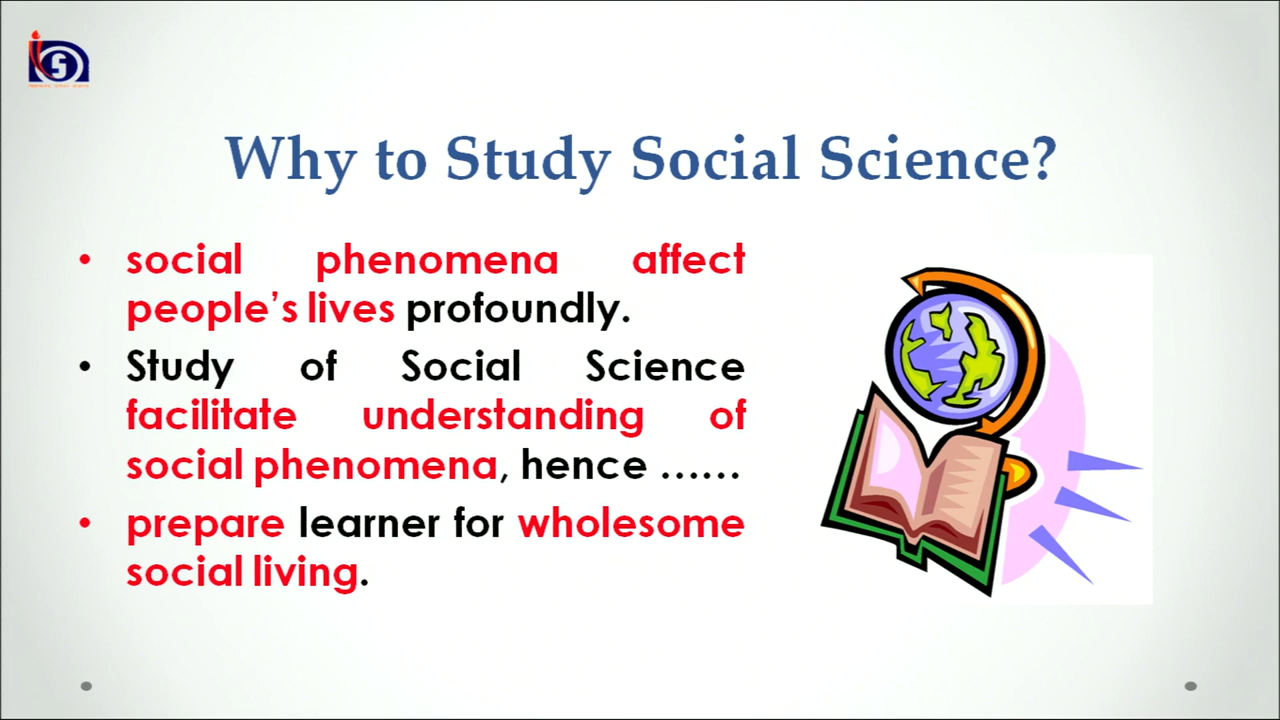 Why to Study Social Science?
• social phenomena affect
people's lives profoundly.
• Study of Social Science
facilitate understanding of
social phenomena, hence ......
• prepare learner for wholesome
social living.